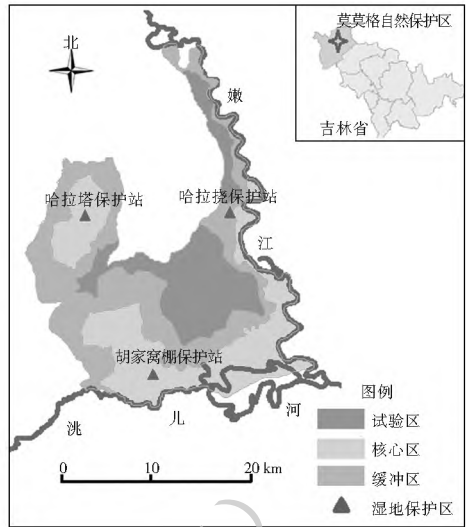 莫莫格自然保护区
吉林省
北
嫩
哈拉塔保护站
哈拉挠保护站
江
胡家窝棚保护站
洮
儿
河
图例
试验区
核心区
缓冲区
湿地保护区
0 10 20 km